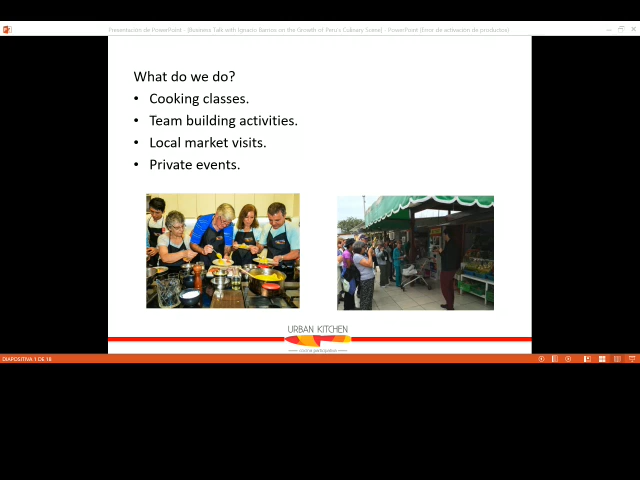 Presentación de PowerPoint - [Business Talk with Ignacio Barrios on the Growth of Peru's Culinary Scene] - PowerPoint (Error de activación de productos)
What do we do?
• Cooking classes.
• Team building activities.
• Local market visits.
• Private events.
URBAN KITCHEN
cocina participativa
DIAPOSITIVA 1 DE 18